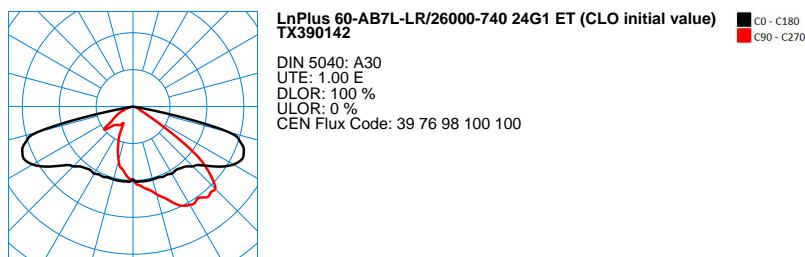 LnPlus 60-AB7L-LR/26000-740 24G1 ET (CLO initial value)
TX390142
DIN 5040: A30
UTE: 1.00 E
DLOR: 100 %
ULOR: 0 %
CEN Flux Code: 39 76 98 100 100
C0 - C180
C90 - C270